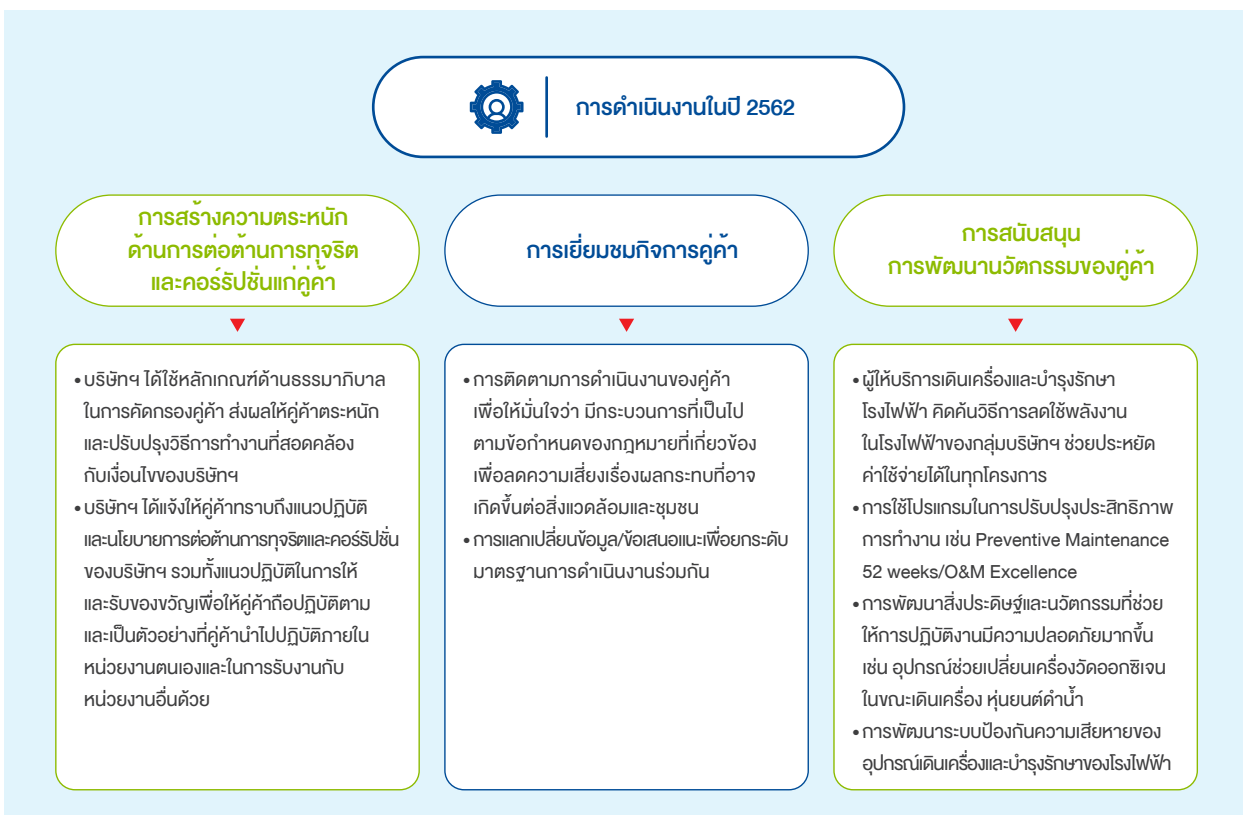 การดำเนินงานในปี 2562
การสร้างความตระหนัก
ด้านการต่อต้านการทุจริต
และคอร์รัปชั่นแก่คู่ค้า
• บริษัทฯ ได้ใช้หลักเกณฑ์ด้านธรรมาภิบาล
ในการคัดกรองคู่ค้า ส่งผลให้คู่ค้าตระหนัก
และปรับปรุงวิธีการทำงานที่สอดคล้อง
กับเงื่อนไขของบริษัทฯ
• บริษัทฯ ได้แจ้งให้คู่ค้าทราบถึงแนวปฏิบัติ
และนโยบายการต่อต้านการทุจริตและคอร์รัปชั่น
ของบริษัทฯ รวมทั้งแนวปฏิบัติในการให้
และรับของขวัญเพื่อให้คู่ค้าถือปฏิบัติตาม
และเป็นตัวอย่างที่คู่ค้านำไปปฏิบัติภายใน
หน่วยงานตนเองและในการรับงานกับ
หน่วยงานอื่นด้วย
การเยี่ยมชมกิจการคู่ค้า
• การติดตามการดำเนินงานของคู่ค้า
เพื่อให้มั่นใจว่า มีกระบวนการที่เป็นไป
ตามข้อกำหนดของกฎหมายที่เกี่ยวข้อง
เพื่อลดความเสี่ยงเรื่องผลกระทบที่อาจ
เกิดขึ้นต่อสิ่งแวดล้อมและชุมชน
• การแลกเปลี่ยนข้อมูล/ข้อเสนอแนะเพื่อยกระดับ
มาตรฐานการดำเนินงานร่วมกัน
การสนับสนุน
การพัฒนานวัตกรรมของคู่ค้า
• ผู้ให้บริการเดินเครื่องและบำรุงรักษา
โรงไฟฟ้า คิดค้นวิธีการลดใช้พลังงาน
ในโรงไฟฟ้าของกลุ่มบริษัทฯ ช่วยประหยัด
ค่าใช้จ่ายได้ในทุกโครงการ
• การใช้โปรแกรมในการปรับปรุงประสิทธิภาพ
การทำงาน เช่น Preventive Maintenance
52 weeks/O&M Excellence
• การพัฒนาสิ่งประดิษฐ์และนวัตกรรมที่ช่วย
ให้การปฏิบัติงานมีความปลอดภัยมากขึ้น
เช่น อุปกรณ์ช่วยเปลี่ยนเครื่องวัดออกซิเจน
ในขณะเดินเครื่อง หุ่นยนต์ดำน้ำ
• การพัฒนาระบบป้องกันความเสียหายของ
อุปกรณ์เดินเครื่องและบำรุงรักษาของโรงไฟฟ้า